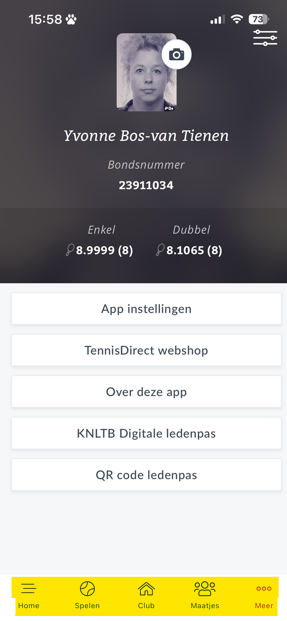 15:58 73
Yvonne Bos-van Tienen
Bondsnummer
23911034
Enkel Dubbel
8.9999 (8) 8.1065 (8)
App instellingen
TennisDirect webshop
Over deze app
KNLTB Digitale ledenpas
QR code ledenpas
Home Spelen Club Maatjes Meer